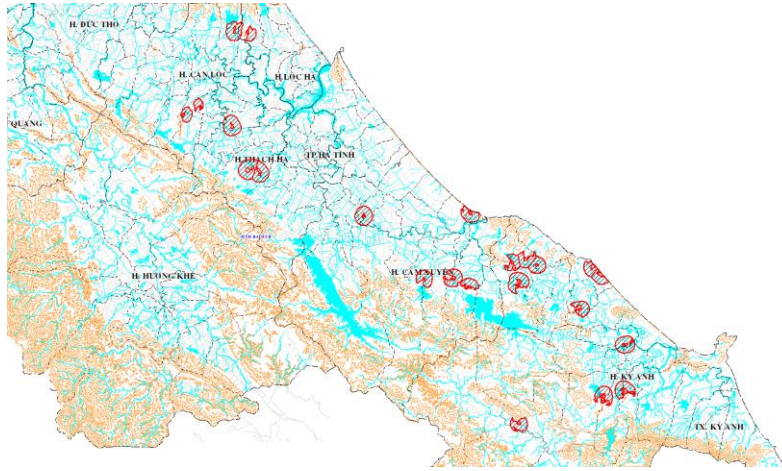 H. ĐỨC THỌ
H. CAN LỘC
H. LỘC HÀ
QUANG
H. THẠCH HÀ
TP. HÀ TĨNH
H. HƯƠNG KHÊ
H. CẨM XUYÊN
H. KỲ ANH
TX. KỲ ANH